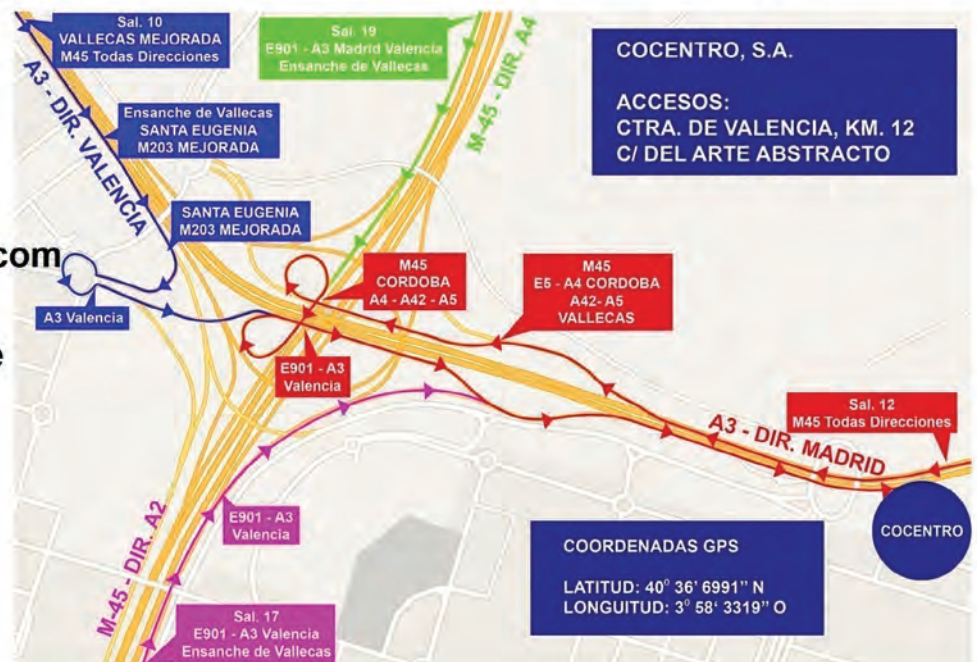 Sal. 10
VALLECAS MEJORADA
M45 Todas Direcciones
Sal. 19
E901 - A3 Madrid Valencia
Ensanche de Vallecas
COCENTRO, S.A.
ACCESOS:
CTRA. DE VALENCIA, KM. 12
C/ DEL ARTE ABSTRACTO
A3 - DIR. VALENCIA
Ensanche de Vallecas
SANTA EUGENIA
M203 MEJORADA
M-45 - DIR. A4
SANTA EUGENIA
M203 MEJORADA
com
A3 Valencia
M45
CORDOBA
A4 - A42 - A5
M45
E5 - A4 CORDOBA
A42- A5
VALLECAS
e
E901 - A3
Valencia
Sal. 12
M45 Todas Direcciones
A3 - DIR. MADRID
COCENTRO
E901 - A3
Valencia
M-45 - DIR. A2
COORDENADAS GPS
LATITUD: 40⁰ 36' 6991" N
LONGUITUD: 3⁰ 58' 3319" O
Sal. 17
E901 - A3 Valencia
Ensanche de Vallecas